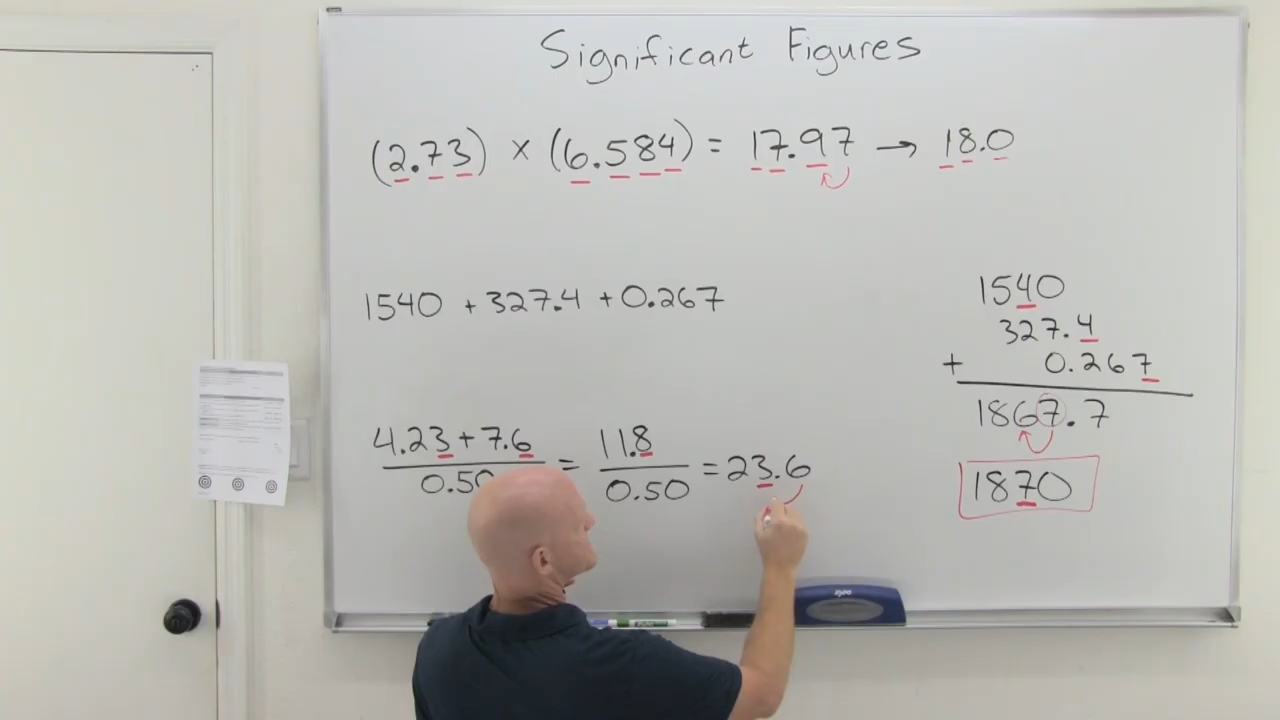 Significant Figures
(2.73) × (6.584) = 17.97 → 18.0
1540 + 327.4 + 0.267
1540
327.4
+ 0.267
1867.7
1870
4.23 + 7.6 = 11.8 = 23.6
0.50 0.50